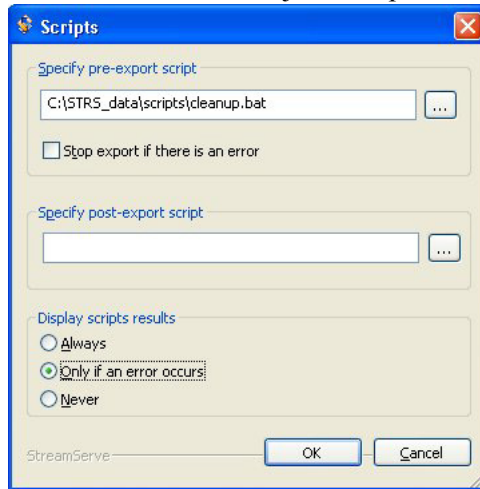 Scripts
Specify pre-export script
C:\STRS_data\scripts\cleanup.bat
...
Stop export if there is an error
Specify post-export script
...
Display scripts results
Always
Only if an error occurs
Never
StreamServe
OK
Cancel